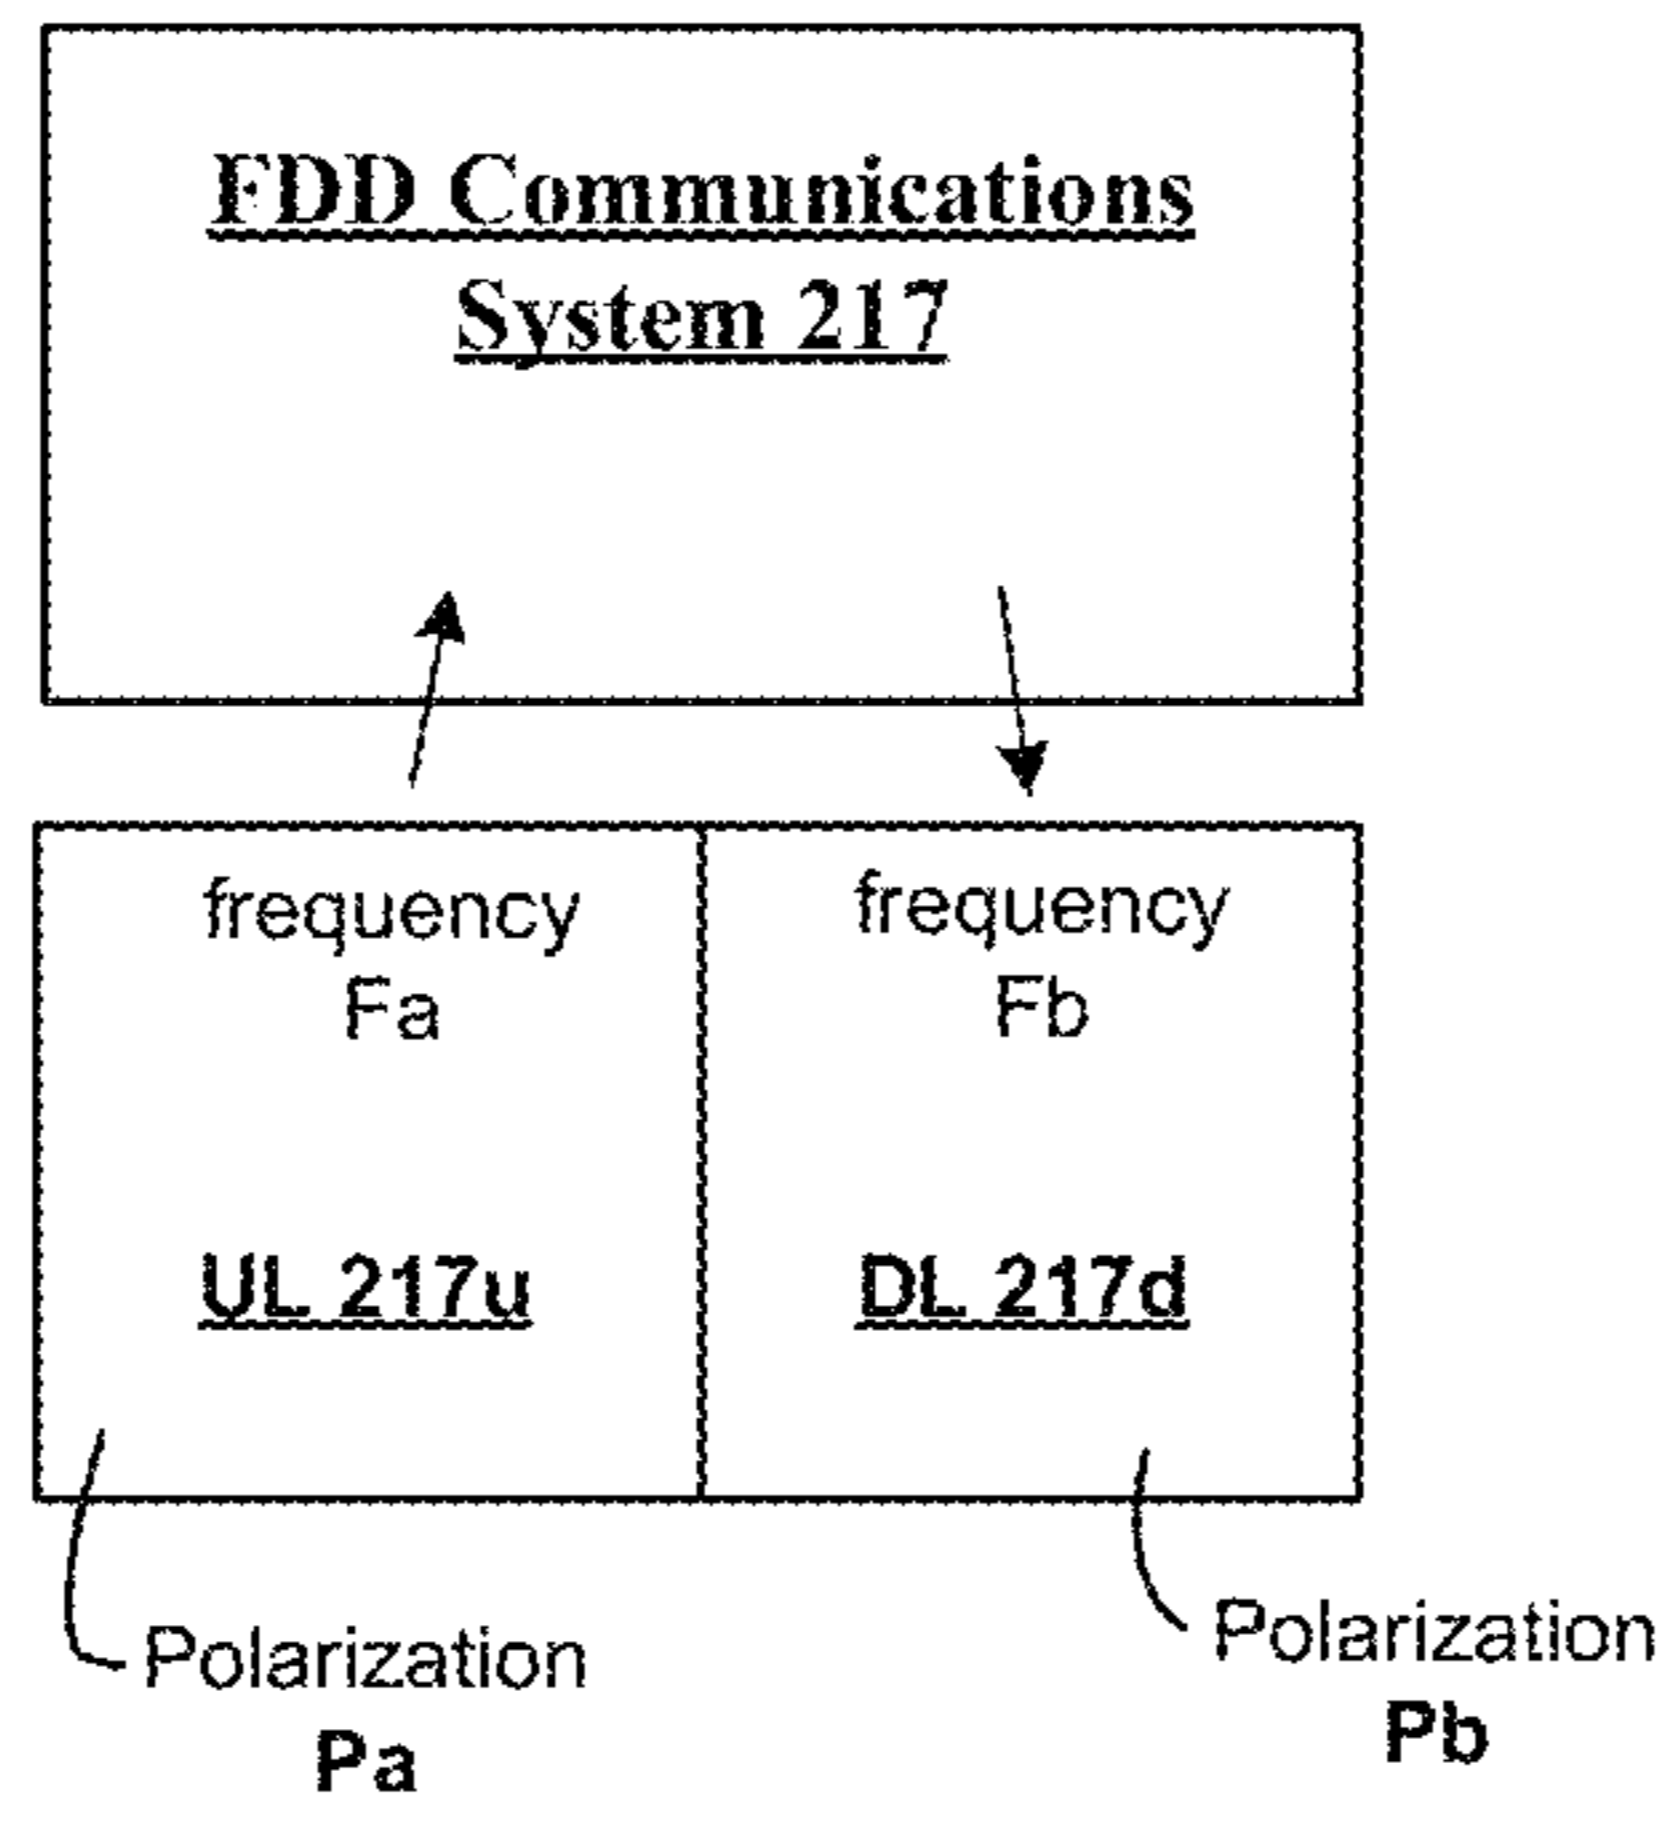 FDD Communications
System 217
frequency
Fa
frequency
Fb
UL 217u
DL 217d
Polarization
Pa
Polarization
Pb